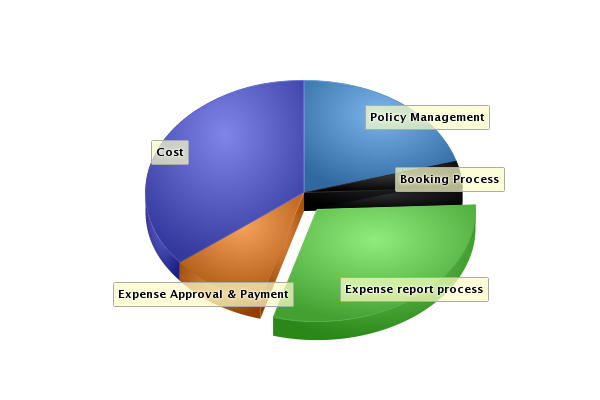 Policy Management
Cost
Booking Process
Expense report process
Expense Approval & Payment